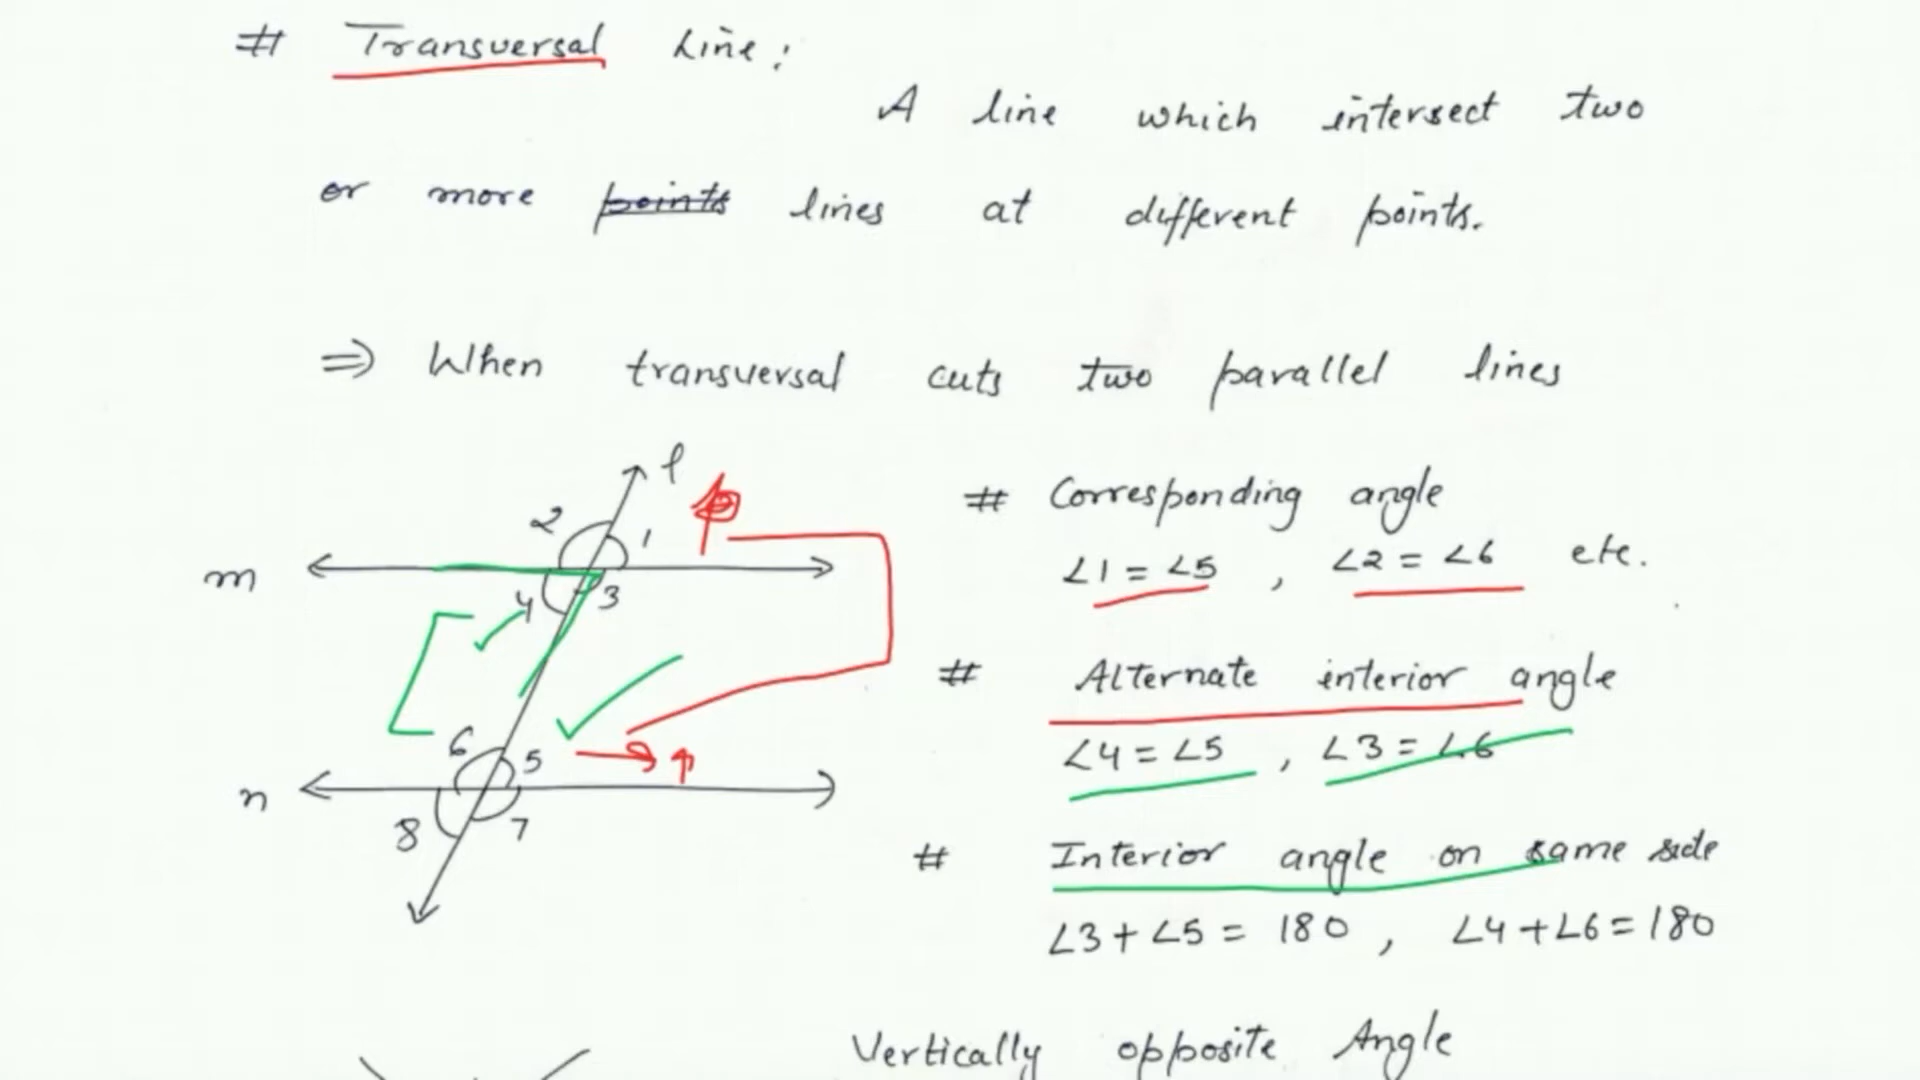 # Transversal Line:
A line which intersect two
or more points lines at different points.
⇒ When transversal cuts two parallel lines
l
2 1
m
4 3
6 5
n
8 7
# Corresponding angle
∠1 = ∠5 , ∠2 = ∠6 etc.
# Alternate interior angle
∠4 = ∠5 , ∠3 = ∠6
# Interior angle on same side
∠3 + ∠5 = 180 , ∠4 + ∠6 = 180
Vertically opposite Angle